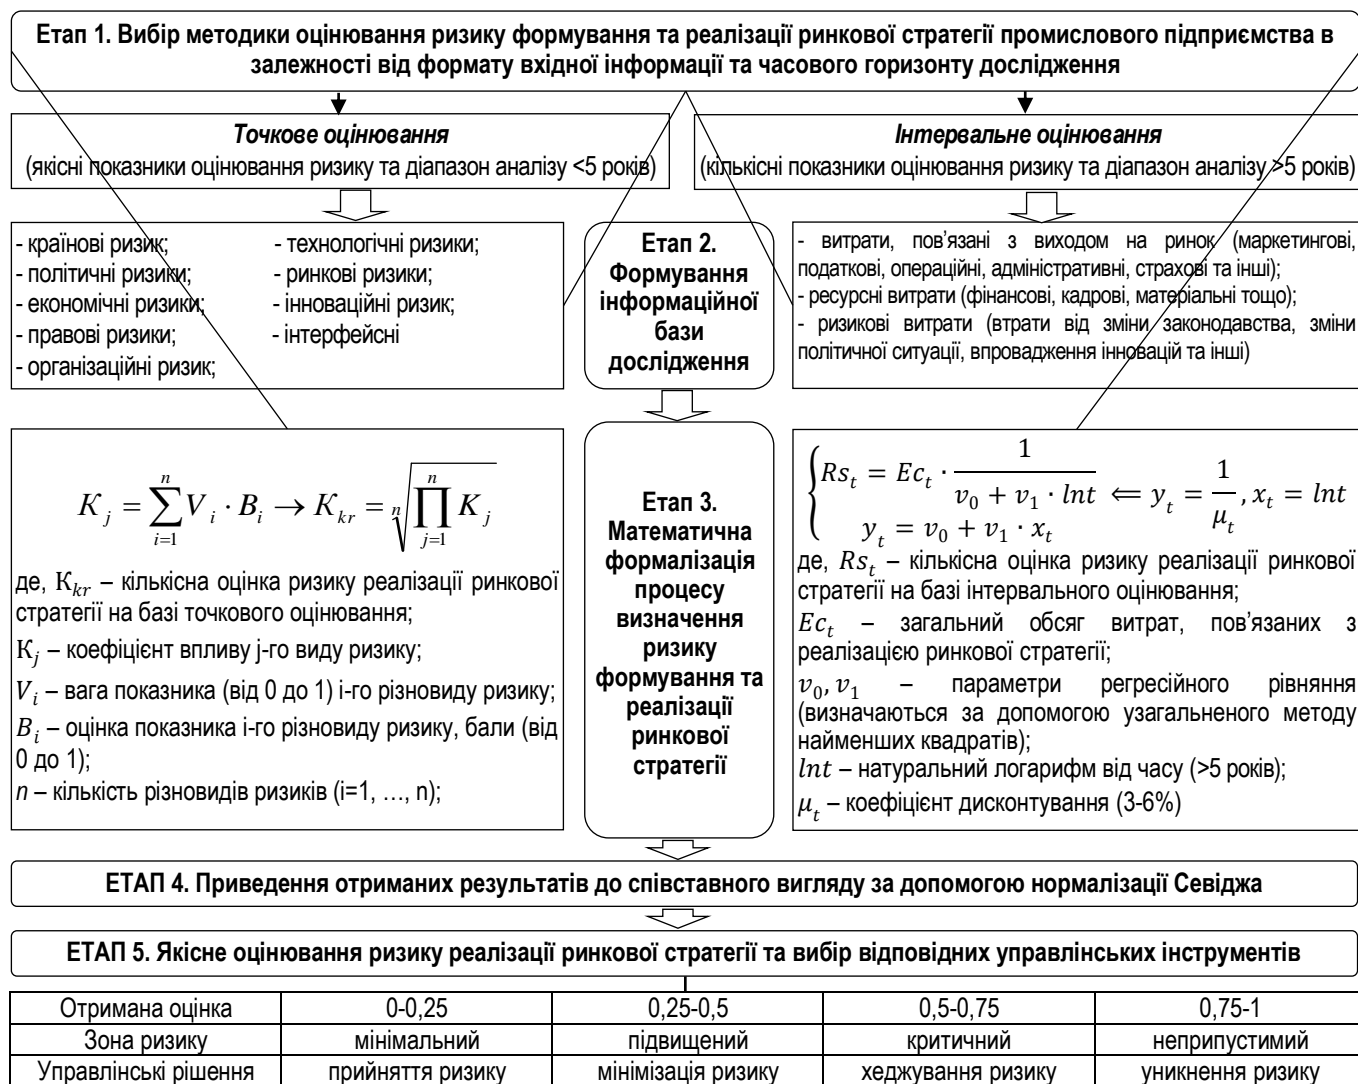 Етап 1. Вибір методики оцінювання ризику формування та реалізації ринкової стратегії промислового підприємства в
залежності від формату вхідної інформації та часового горизонту дослідження
Точкове оцінювання
(якісні показники оцінювання ризику та діапазон аналізу <5 років)
Інтервальне оцінювання
(кількісні показники оцінювання ризику та діапазон аналізу >5 років)
- країнові ризик;
- політичні ризики;
- економічні ризики;
- правові ризики;
- організаційні ризик;
- технологічні ризики;
- ринкові ризики;
- інноваційні ризик;
- інтерфейсні
Етап 2.
Формування
інформаційної
бази
дослідження
- витрати, пов’язані з виходом на ринок (маркетингові,
податкові, операційні, адміністративні, страхові та інші);
- ресурсні витрати (фінансові, кадрові, матеріальні тощо);
- ризикові витрати (втрати від зміни законодавства, зміни
політичної ситуації, впровадження інновацій та інші)
K_j = \sum_{i=1}^{n} V_i · B_i → K_{kr} = \sqrt[n]{\prod_{j=1}^{n} K_j}
де, К_{kr} – кількісна оцінка ризику реалізації ринкової
стратегії на базі точкового оцінювання;
К_j – коефіцієнт впливу j-го виду ризику;
V_i – вага показника (від 0 до 1) і-го різновиду ризику;
B_i – оцінка показника і-го різновиду ризику, бали (від
0 до 1);
n – кількість різновидів ризиків (і=1, …, n);
Етап 3.
Математична
формалізація
процесу
визначення
ризику
формування та
реалізації
ринкової
стратегії
{ Rs_t = Ec_t · \frac{1}{v_0 + v_1 · lnt} ⇐ y_t = \frac{1}{μ_t}, x_t = lnt
y_t = v_0 + v_1 · x_t
де, Rs_t – кількісна оцінка ризику реалізації ринкової
стратегії на базі інтервального оцінювання;
Ec_t – загальний обсяг витрат, пов’язаних з
реалізацією ринкової стратегії;
v_0, v_1 – параметри регресійного рівняння
(визначаються за допомогою узагальненого методу
найменших квадратів);
lnt – натуральний логарифм від часу (>5 років);
μ_t – коефіцієнт дисконтування (3-6%)
ЕТАП 4. Приведення отриманих результатів до співставного вигляду за допомогою нормалізації Севіджа
ЕТАП 5. Якісне оцінювання ризику реалізації ринкової стратегії та вибір відповідних управлінських інструментів
Отримана оцінка 0-0,25 0,25-0,5 0,5-0,75 0,75-1
Зона ризику мінімальний підвищений критичний неприпустимий
Управлінські рішення прийняття ризику мінімізація ризику хеджування ризику уникнення ризику